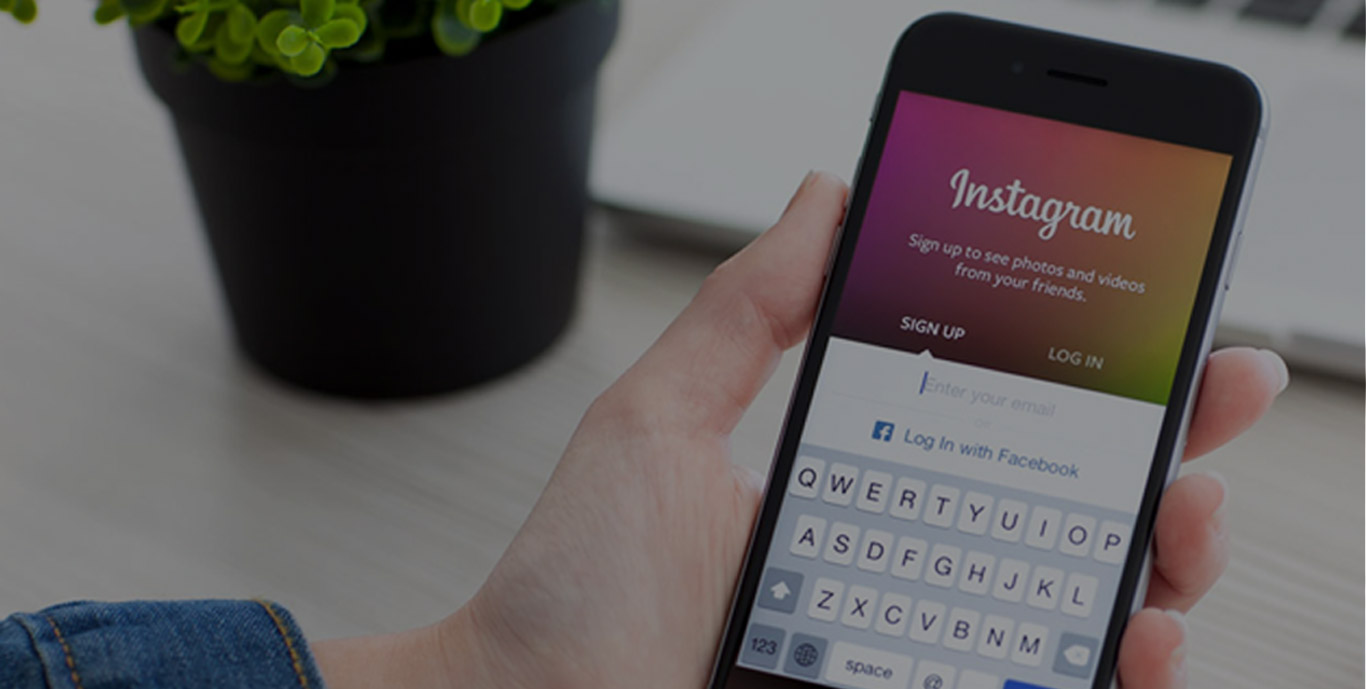 Instagram
Sign up to see photos and videos
from your friends.
SIGN UP
LOG IN
Enter your email
OR
Log In with Facebook
Q W E R T Y U I O P
A S D F G H J K L
Z X C V B N M
123 space @